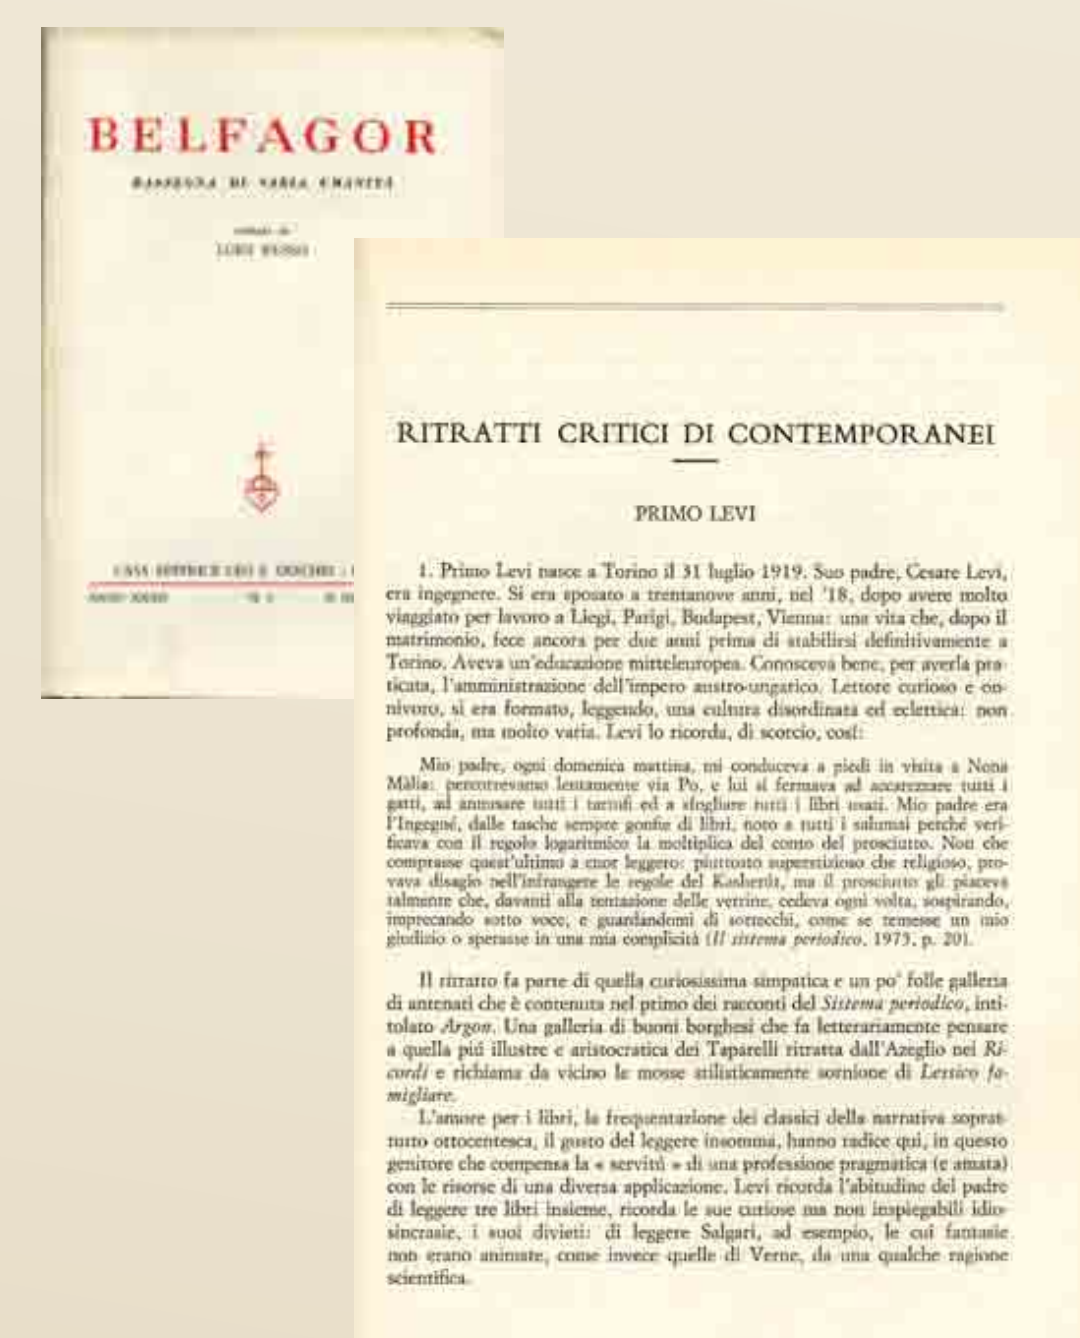 BELFAGOR
RASSEGNA DI VARIA UMANITÀ
LUIGI RUSSO
CASA EDITRICE LEO S. OLSCHKI
ANNO
RITRATTI CRITICI DI CONTEMPORANEI
PRIMO LEVI
1. Primo Levi nasce a Torino il 31 luglio 1919. Suo padre, Cesare Levi,
era ingegnere. Si era sposato a trentanove anni, nel '18, dopo avere molto
viaggiato per lavoro a Liegi, Parigi, Budapest, Vienna: una vita che, dopo il
matrimonio, fece ancora per due anni prima di stabilirsi definitivamente a
Torino. Aveva un'educazione mitteleuropea. Conosceva bene, per averla pra-
ticata, l'amministrazione dell'impero austro-ungarico. Lettore curioso e on-
nivoro, si era formato, leggendo, una cultura disordinata ed eclettica: non
profonda, ma molto varia. Levi lo ricorda, di scorcio, cosí:
Mio padre, ogni domenica mattina, mi conduceva a piedi in visita a Nona
Màlia: percorrevamo lentamente via Po, e lui si fermava ad accarezzare tutti i
gatti, ad annusare tutti i tartufi ed a sfogliare tutti i libri usati. Mio padre era
l'Ingegné, dalle tasche sempre gonfie di libri, noto a tutti i salumai perché veri-
ficava con il regolo logaritmico la moltiplica del conto del prosciutto. Non che
comprasse quest'ultimo a cuor leggero: piuttosto superstizioso che religioso, pro-
vava disagio nell'infrangere le regole del Kasherút, ma il prosciutto gli piaceva
talmente che, davanti alla tentazione delle vetrine, cedeva ogni volta, sospirando,
imprecando sotto voce, e guardandomi di sottecchi, come se temesse un mio
giudizio o sperasse in una mia complicità (Il sistema periodico, 1975, p. 20).
Il ritratto fa parte di quella curiosissima simpatica e un po' folle galleria
di antenati che è contenuta nel primo dei racconti del Sistema periodico, inti-
tolato Argon. Una galleria di buoni borghesi che fa letterariamente pensare
a quella piú illustre e aristocratica dei Taparelli ritratta dall'Azeglio nei Ri-
cordi e richiama da vicino le mosse stilisticamente sornione di Lessico fa-
migliare.
L'amore per i libri, la frequentazione dei classici della narrativa soprat-
tutto ottocentesca, il gusto del leggere insomma, hanno radice qui, in questo
genitore che compensa la « servitú » di una professione pragmatica (e amata)
con le risorse di una diversa applicazione. Levi ricorda l'abitudine del padre
di leggere tre libri insieme, ricorda le sue curiose ma non inspiegabili idio-
sincrasie, i suoi divieti: di leggere Salgari, ad esempio, le cui fantasie
non erano animate, come invece quelle di Verne, da una qualche ragione
scientifica.